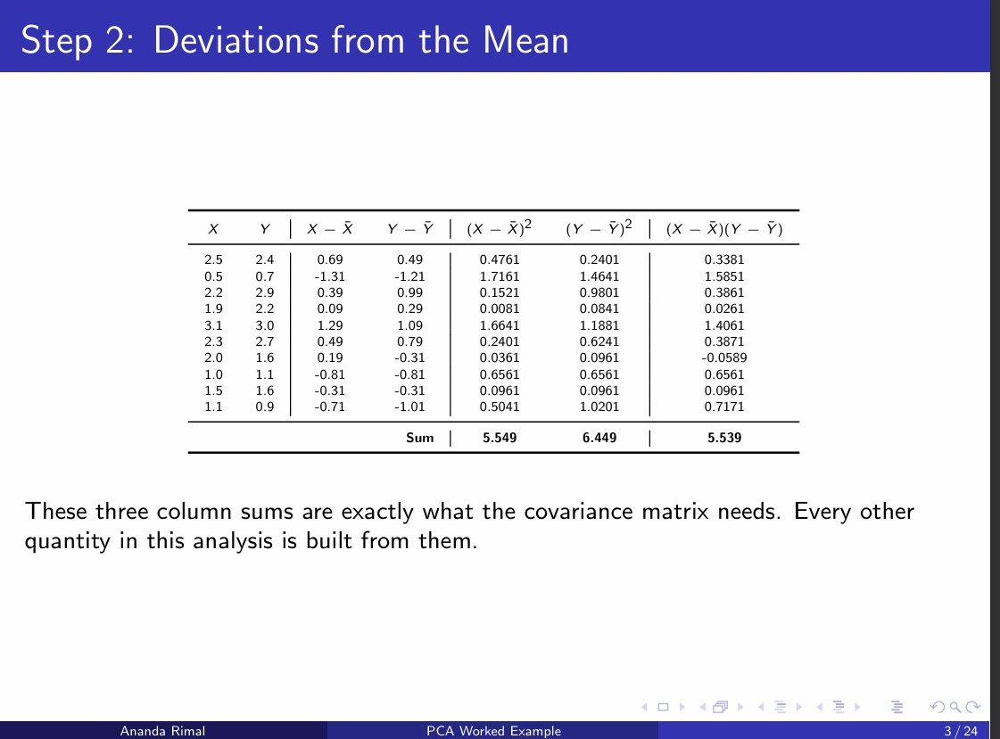 Step 2: Deviations from the Mean
X Y X − X̄ Y − Ȳ (X − X̄)² (Y − Ȳ)² (X − X̄)(Y − Ȳ)
2.5 2.4 0.69 0.49 0.4761 0.2401 0.3381
0.5 0.7 -1.31 -1.21 1.7161 1.4641 1.5851
2.2 2.9 0.39 0.99 0.1521 0.9801 0.3861
1.9 2.2 0.09 0.29 0.0081 0.0841 0.0261
3.1 3.0 1.29 1.09 1.6641 1.1881 1.4061
2.3 2.7 0.49 0.79 0.2401 0.6241 0.3871
2.0 1.6 0.19 -0.31 0.0361 0.0961 -0.0589
1.0 1.1 -0.81 -0.81 0.6561 0.6561 0.6561
1.5 1.6 -0.31 -0.31 0.0961 0.0961 0.0961
1.1 0.9 -0.71 -1.01 0.5041 1.0201 0.7171
Sum 5.549 6.449 5.539
These three column sums are exactly what the covariance matrix needs. Every other
quantity in this analysis is built from them.
Ananda Rimal PCA Worked Example 3 / 24